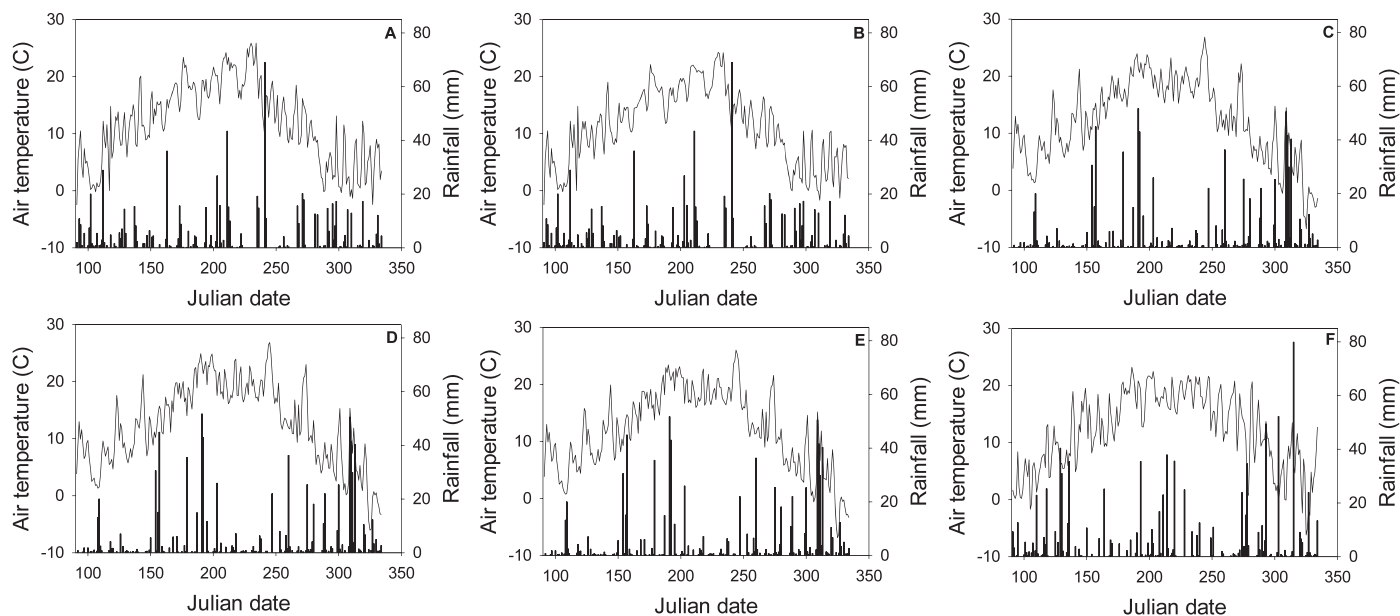 30 80 30 80 30 80
A B C
20 60 20 60 20 60
10 40 10 40 10 40
0 20 0 20 0 20
-10 0 -10 0 -10 0
Air temperature (C) Rainfall (mm) Air temperature (C) Rainfall (mm) Air temperature (C) Rainfall (mm)
100 150 200 250 300 350 100 150 200 250 300 350 100 150 200 250 300 350
Julian date Julian date Julian date
30 80 30 80 30 80
D E F
20 60 20 60 20 60
10 40 10 40 10 40
0 20 0 20 0 20
-10 0 -10 0 -10 0
Air temperature (C) Rainfall (mm) Air temperature (C) Rainfall (mm) Air temperature (C) Rainfall (mm)
100 150 200 250 300 350 100 150 200 250 300 350 100 150 200 250 300 350
Julian date Julian date Julian date